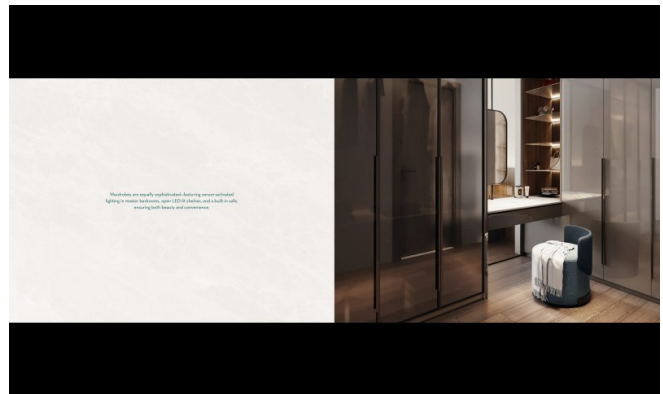 Wardrobes are equally sophisticated, featuring sensor-activated
lighting in master bedrooms, open LED-lit shelves, and a built-in safe,
ensuring both beauty and convenience.